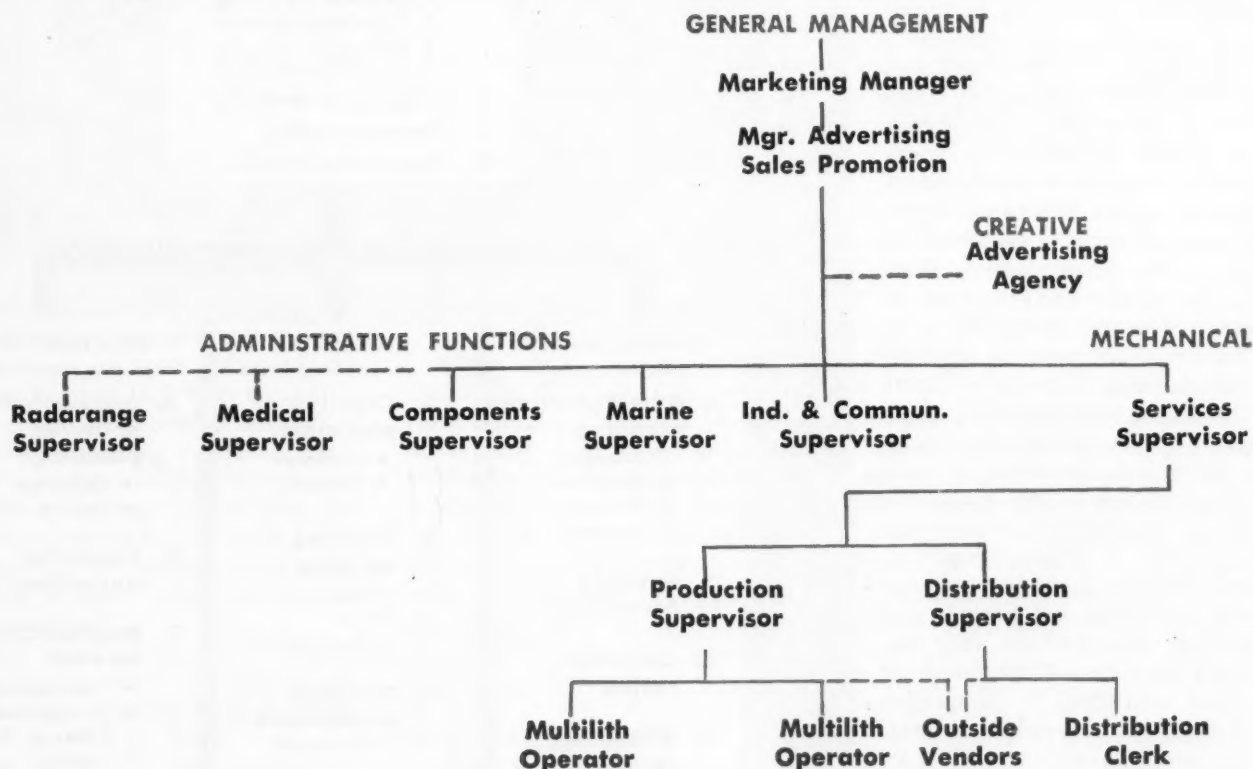 GENERAL MANAGEMENT
Marketing Manager
Mgr. Advertising
Sales Promotion
CREATIVE
Advertising
Agency
ADMINISTRATIVE FUNCTIONS
MECHANICAL
Radarange
Supervisor
Medical
Supervisor
Components
Supervisor
Marine
Supervisor
Ind. & Commun.
Supervisor
Services
Supervisor
Production
Supervisor
Distribution
Supervisor
Multilith
Operator
Multilith
Operator
Outside
Vendors
Distribution
Clerk